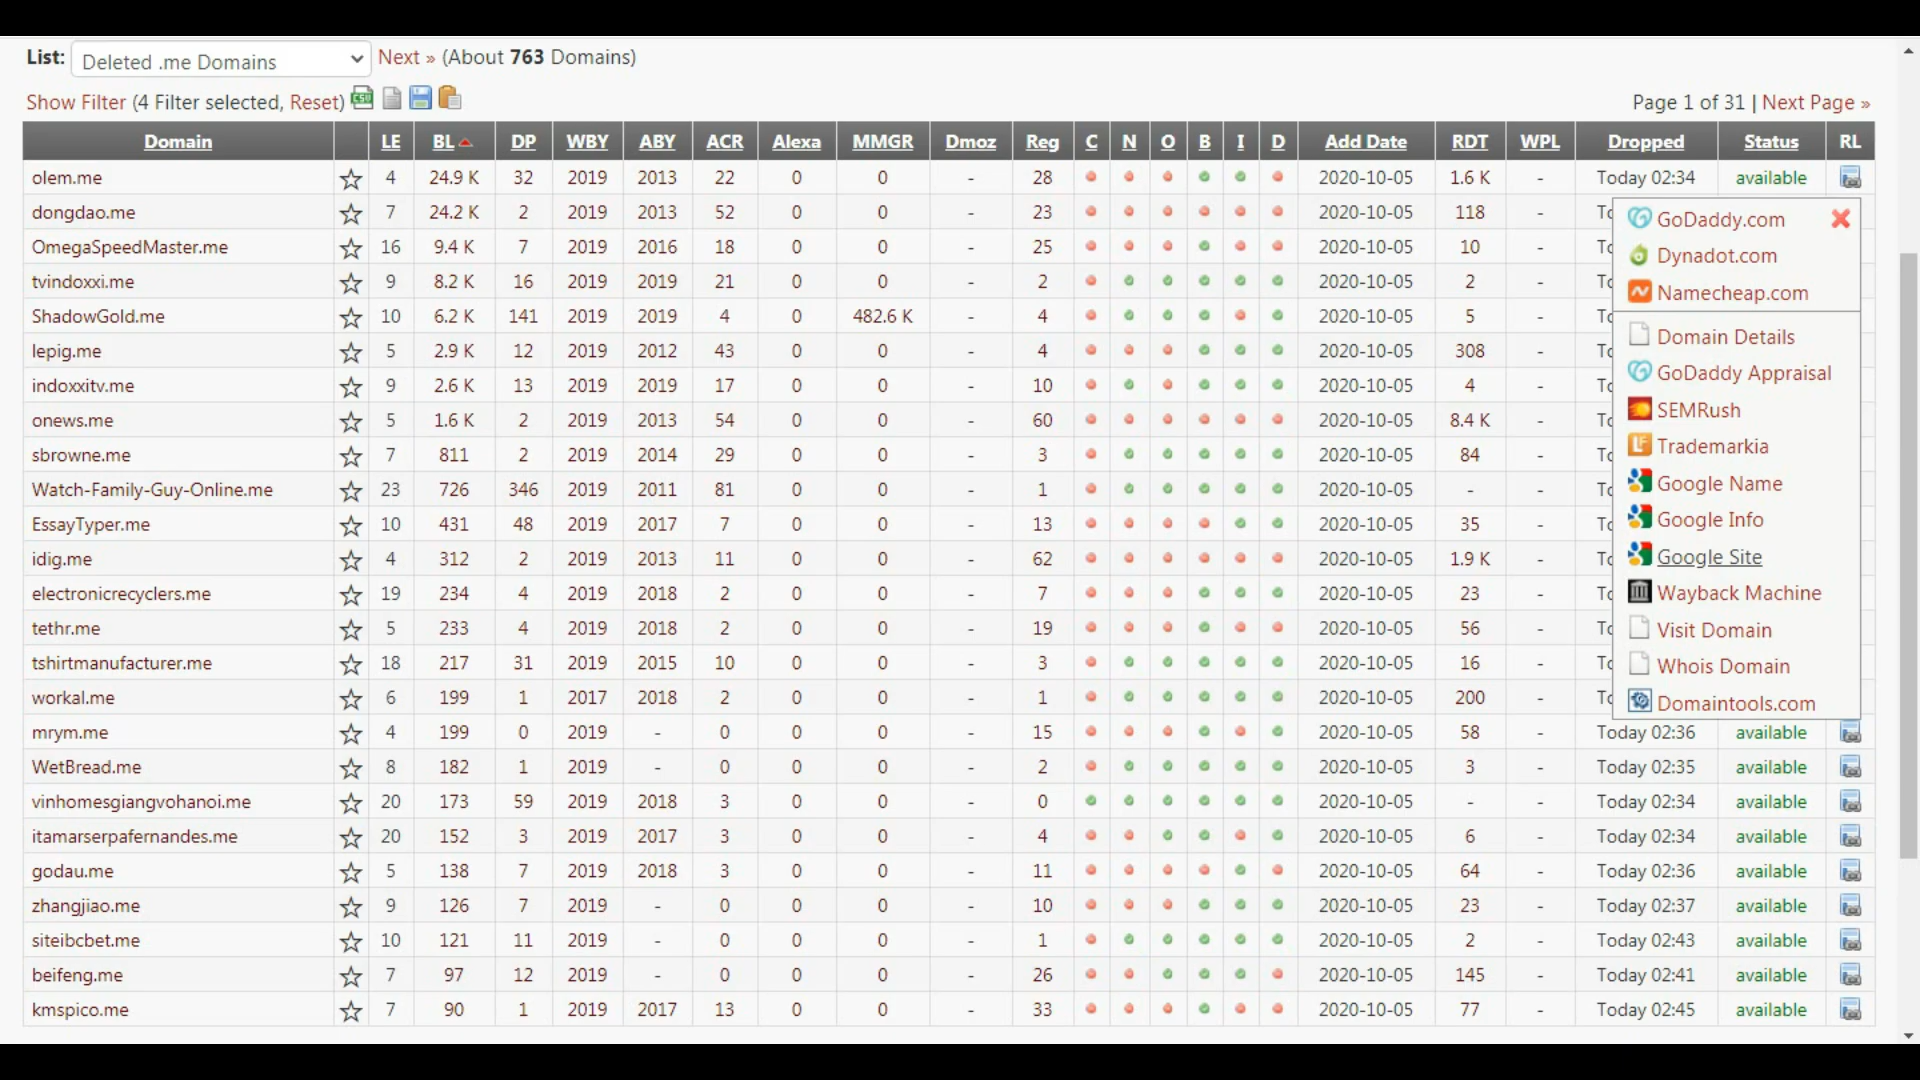 List: Deleted .me Domains Next » (About 763 Domains)
Show Filter (4 Filter selected, Reset) CSV Page 1 of 31 | Next Page »
Domain LE BL DP WBY ABY ACR Alexa MMGR Dmoz Reg C N O B I D Add Date RDT WPL Dropped Status RL
olem.me 4 24.9 K 32 2019 2013 22 0 0 - 28 2020-10-05 1.6 K - Today 02:34 available
dongdao.me 7 24.2 K 2 2019 2013 52 0 0 - 23 2020-10-05 118 - GoDaddy.com
OmegaSpeedMaster.me 16 9.4 K 7 2019 2016 18 0 0 - 25 2020-10-05 10 - Dynadot.com
tvindoxxi.me 9 8.2 K 16 2019 2019 21 0 0 - 2 2020-10-05 2 - Namecheap.com
ShadowGold.me 10 6.2 K 141 2019 2019 4 0 482.6 K - 4 2020-10-05 5 - Domain Details
lepig.me 5 2.9 K 12 2019 2012 43 0 0 - 4 2020-10-05 308 - GoDaddy Appraisal
indoxxitv.me 9 2.6 K 13 2019 2019 17 0 0 - 10 2020-10-05 4 - SEMRush
onews.me 5 1.6 K 2 2019 2013 54 0 0 - 60 2020-10-05 8.4 K - Trademarkia
sbrowne.me 7 811 2 2019 2014 29 0 0 - 3 2020-10-05 84 - Google Name
Watch-Family-Guy-Online.me 23 726 346 2019 2011 81 0 0 - 1 2020-10-05 - -
EssayTyper.me 10 431 48 2019 2017 7 0 0 - 13 2020-10-05 35 - Google Info
idig.me 4 312 2 2019 2013 11 0 0 - 62 2020-10-05 1.9 K - Google Site
electronicrecyclers.me 19 234 4 2019 2018 2 0 0 - 7 2020-10-05 23 - Wayback Machine
tethr.me 5 233 4 2019 2018 2 0 0 - 19 2020-10-05 56 - Visit Domain
tshirtmanufacturer.me 18 217 31 2019 2015 10 0 0 - 3 2020-10-05 16 - Whois Domain
workal.me 6 199 1 2017 2018 2 0 0 - 1 2020-10-05 200 - Domaintools.com
mrym.me 4 199 0 2019 - 0 0 0 - 15 2020-10-05 58 - Today 02:36 available
WetBread.me 8 182 1 2019 - 0 0 0 - 2 2020-10-05 3 - Today 02:35 available
vinhomesgiangvohanoi.me 20 173 59 2019 2018 3 0 0 - 0 2020-10-05 - - Today 02:34 available
itamarserpafernandes.me 20 152 3 2019 2017 3 0 0 - 4 2020-10-05 6 - Today 02:34 available
godau.me 5 138 7 2019 2018 3 0 0 - 11 2020-10-05 64 - Today 02:36 available
zhangjiao.me 9 126 7 2019 - 0 0 0 - 10 2020-10-05 23 - Today 02:37 available
siteibcbet.me 10 121 11 2019 - 0 0 0 - 1 2020-10-05 2 - Today 02:43 available
beifeng.me 7 97 12 2019 - 0 0 0 - 26 2020-10-05 145 - Today 02:41 available
kmspico.me 7 90 1 2019 2017 13 0 0 - 33 2020-10-05 77 - Today 02:45 available